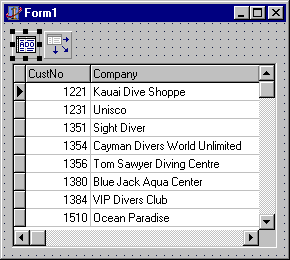 Form1
ADO
CustNo Company
1221 Kauai Dive Shoppe
1231 Unisco
1351 Sight Diver
1354 Cayman Divers World Unlimited
1356 Tom Sawyer Diving Centre
1380 Blue Jack Aqua Center
1384 VIP Divers Club
1510 Ocean Paradise